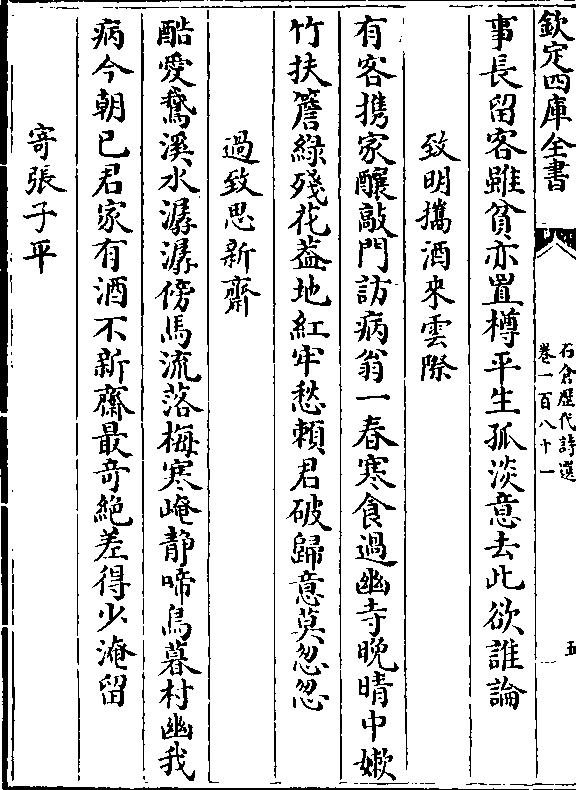 欽定四庫全書
石倉歷代詩選
卷一百八十一
五
事長留客雖貧亦置樽平生孤淡意去此欲誰論
致明攜酒來雲際
有客携家釀敲門訪病翁一春寒食過幽寺晚晴中嫰
竹扶簷綠殘花葢地紅牢愁賴君破歸意莫怱怱
過致思新齋
酷愛鵞溪水潺潺傍馬流落梅寒崦静啼鳥暮村幽我
病今朝已君家有酒不新齋最竒絶差得少淹留
寄張子平